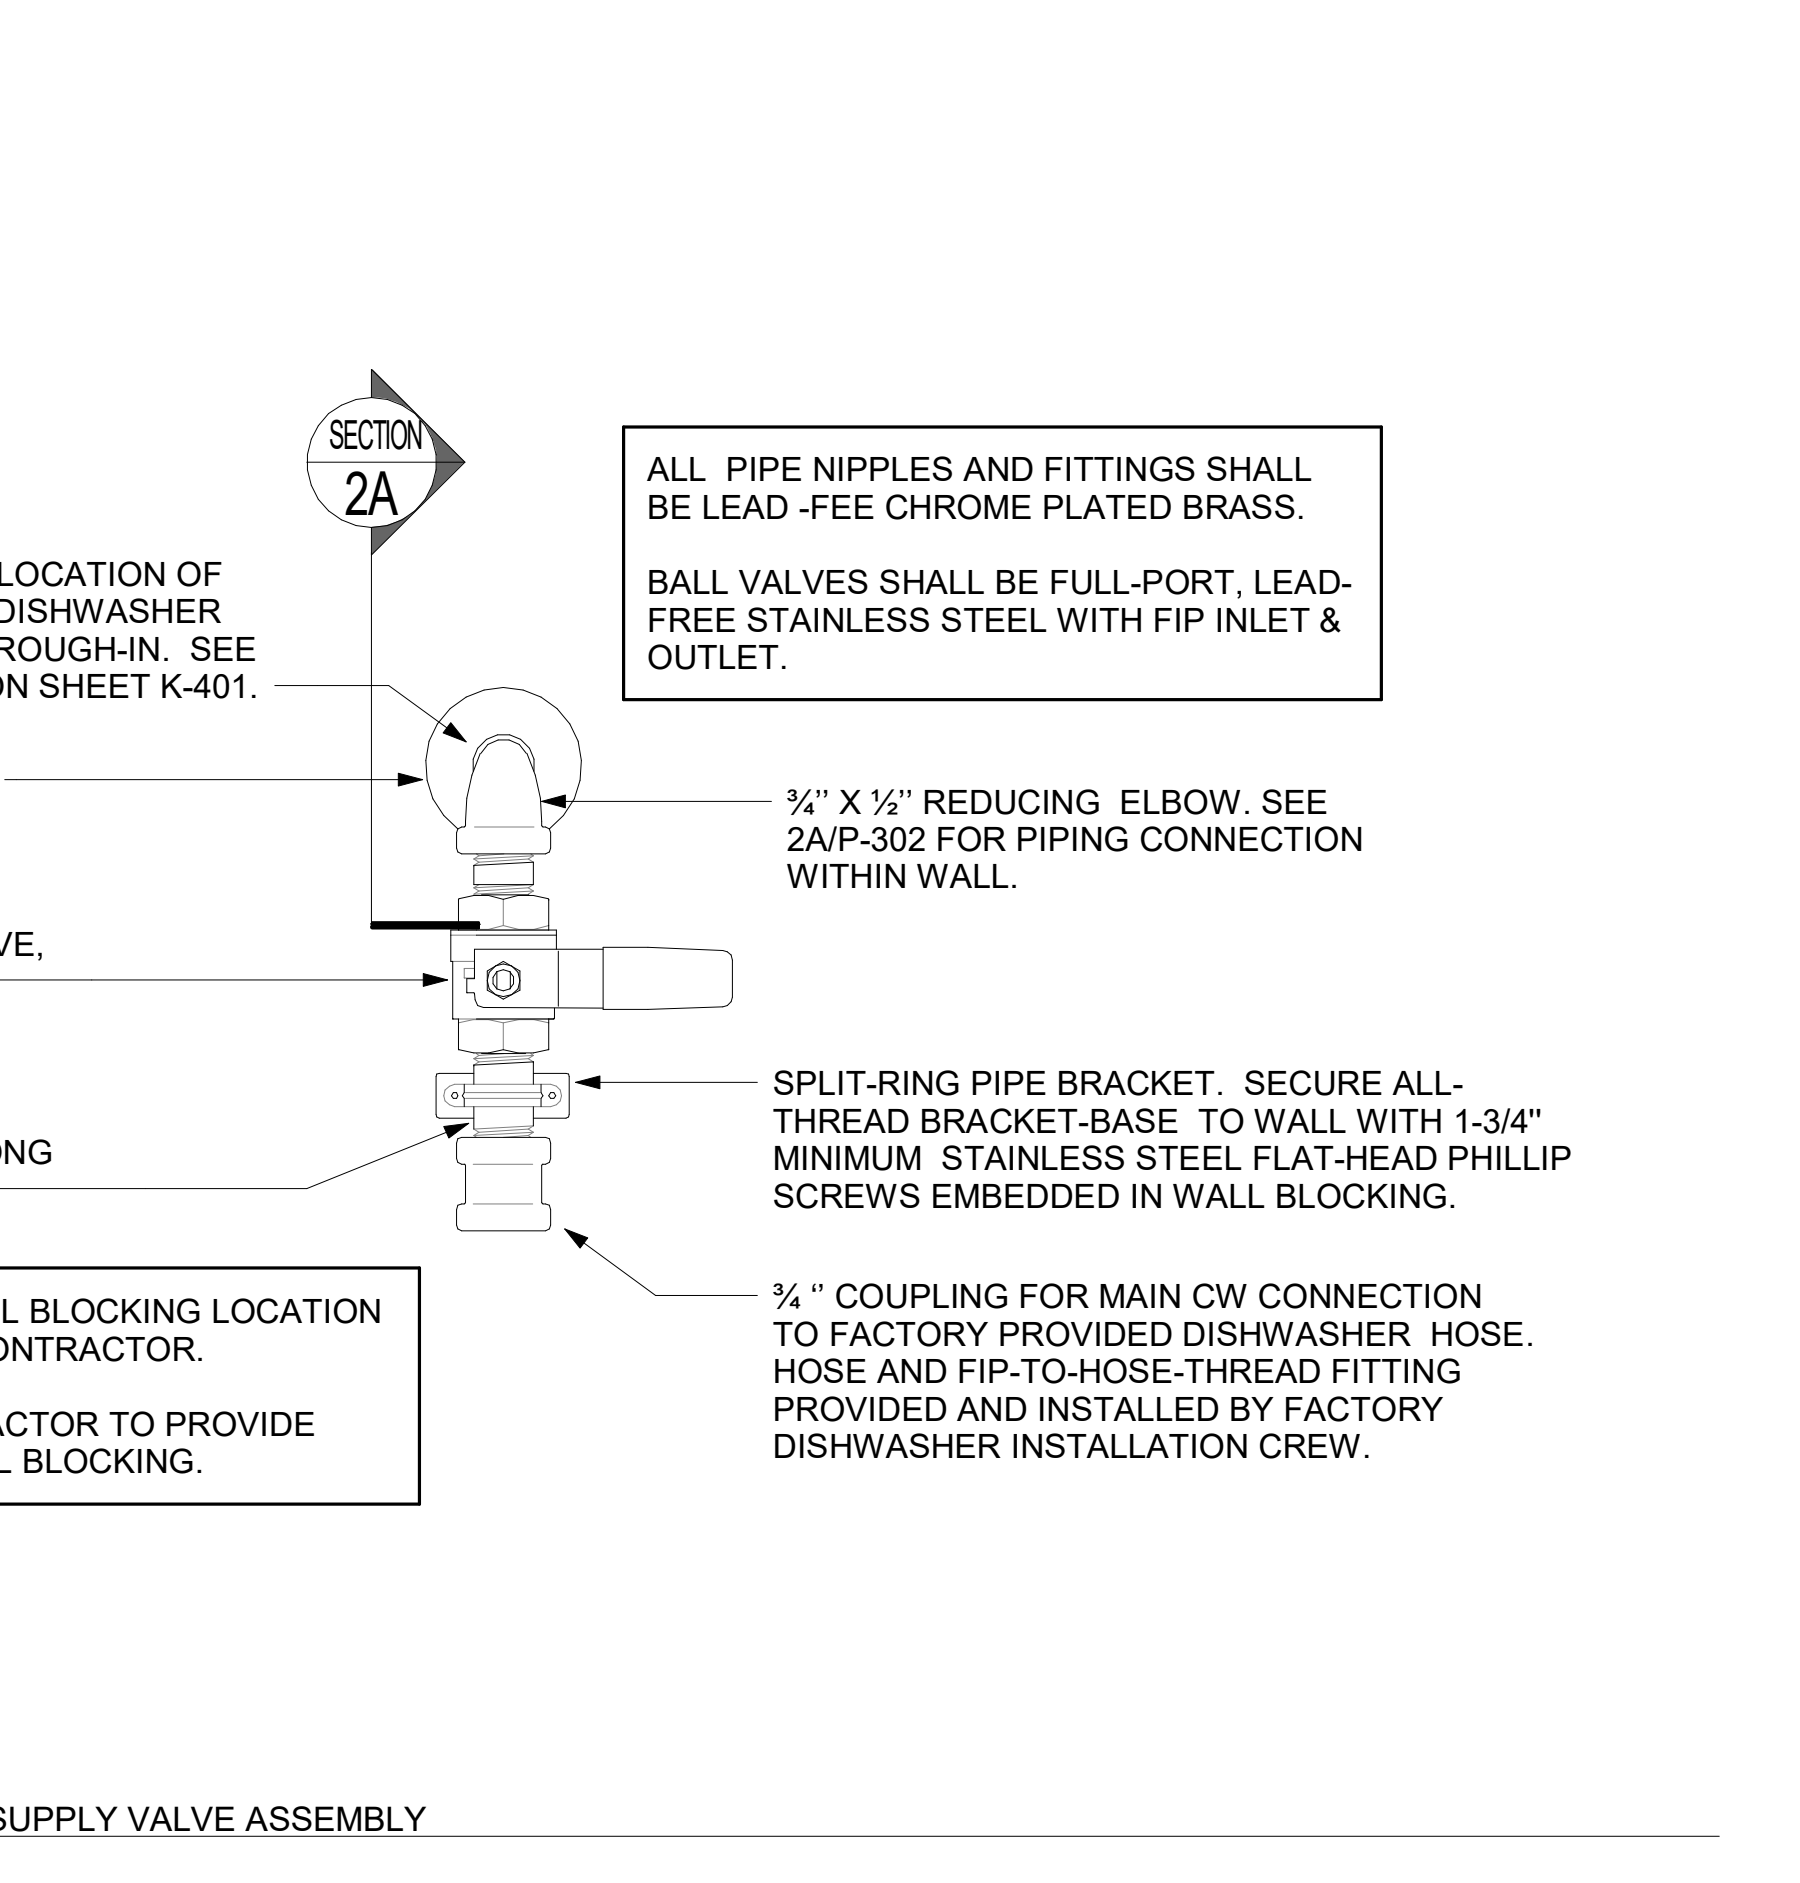 SECTION
2A
ALL PIPE NIPPLES AND FITTINGS SHALL
BE LEAD -FEE CHROME PLATED BRASS.
BALL VALVES SHALL BE FULL-PORT, LEAD-
FREE STAINLESS STEEL WITH FIP INLET &
OUTLET.
LOCATION OF
DISHWASHER
ROUGH-IN. SEE
ON SHEET K-401.
¾’’ X ½’’ REDUCING ELBOW. SEE
2A/P-302 FOR PIPING CONNECTION
WITHIN WALL.
VE,
SPLIT-RING PIPE BRACKET. SECURE ALL-
THREAD BRACKET-BASE TO WALL WITH 1-3/4"
MINIMUM STAINLESS STEEL FLAT-HEAD PHILLIP
SCREWS EMBEDDED IN WALL BLOCKING.
ONG
¾ ‘’ COUPLING FOR MAIN CW CONNECTION
TO FACTORY PROVIDED DISHWASHER HOSE.
HOSE AND FIP-TO-HOSE-THREAD FITTING
PROVIDED AND INSTALLED BY FACTORY
DISHWASHER INSTALLATION CREW.
L BLOCKING LOCATION
ONTRACTOR.
ACTOR TO PROVIDE
L BLOCKING.
SUPPLY VALVE ASSEMBLY